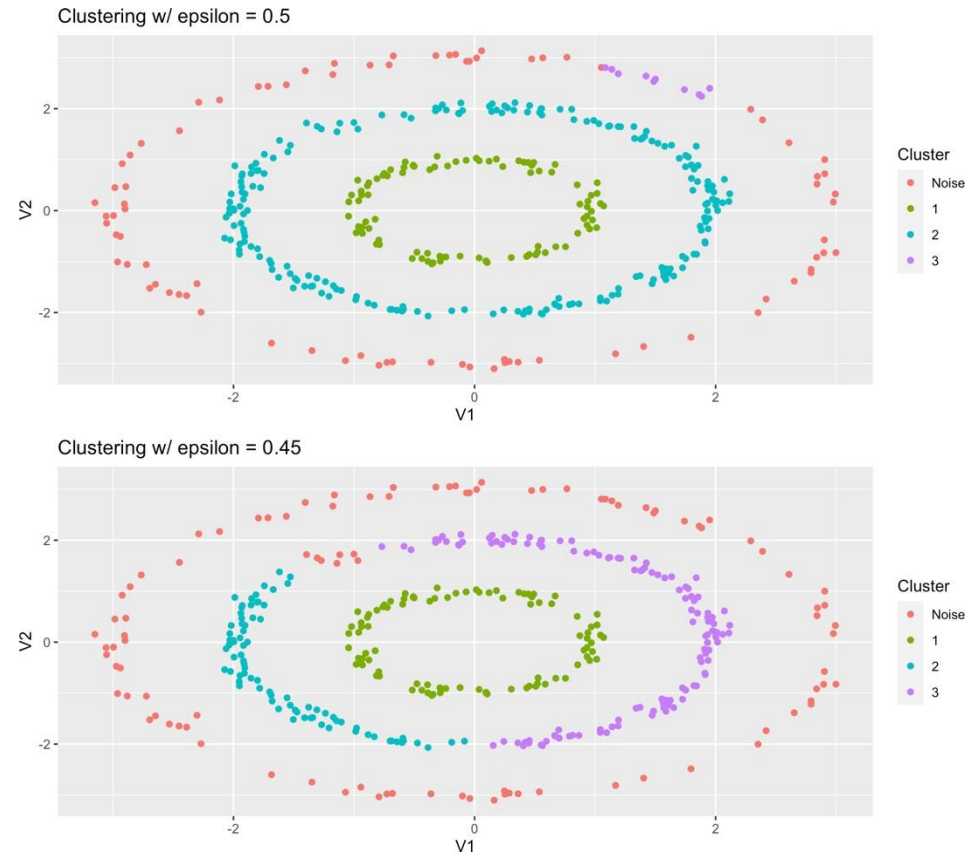 Clustering w/ epsilon = 0.5
2
0
-2
V2
-2
0
2
V1
Cluster
Noise
1
2
3
Clustering w/ epsilon = 0.45
2
0
-2
V2
-2
0
2
V1
Cluster
Noise
1
2
3